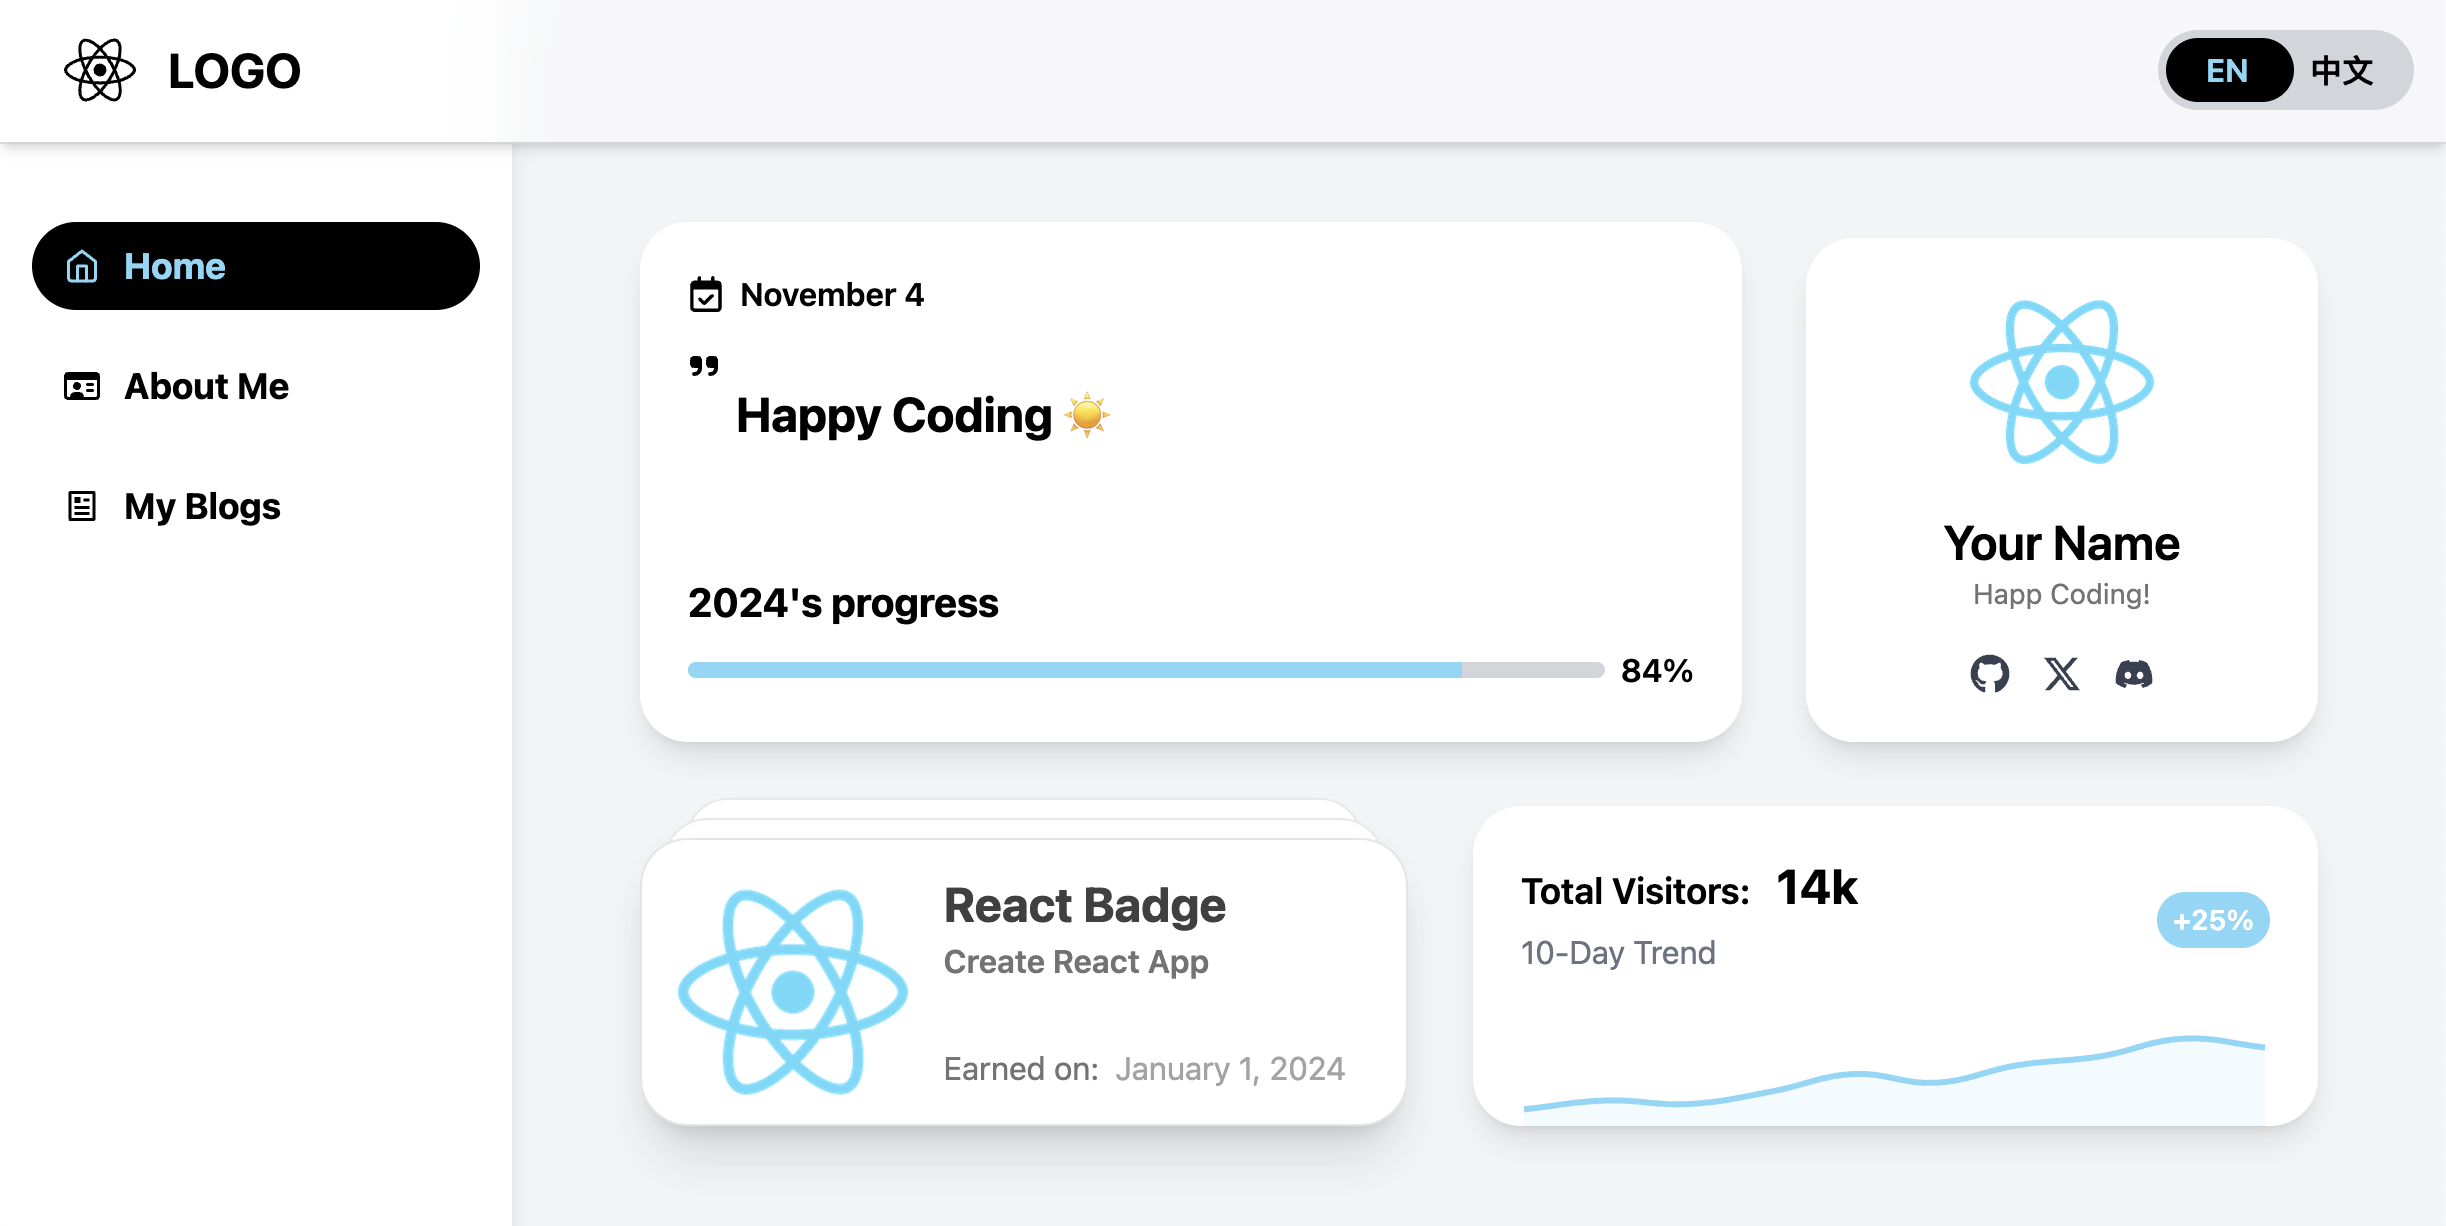 LOGO
EN 中文
Home
About Me
My Blogs
November 4
Happy Coding ☀️
2024's progress
84%
Your Name
Happ Coding!
React Badge
Create React App
Earned on: January 1, 2024
Total Visitors: 14k
+25%
10-Day Trend